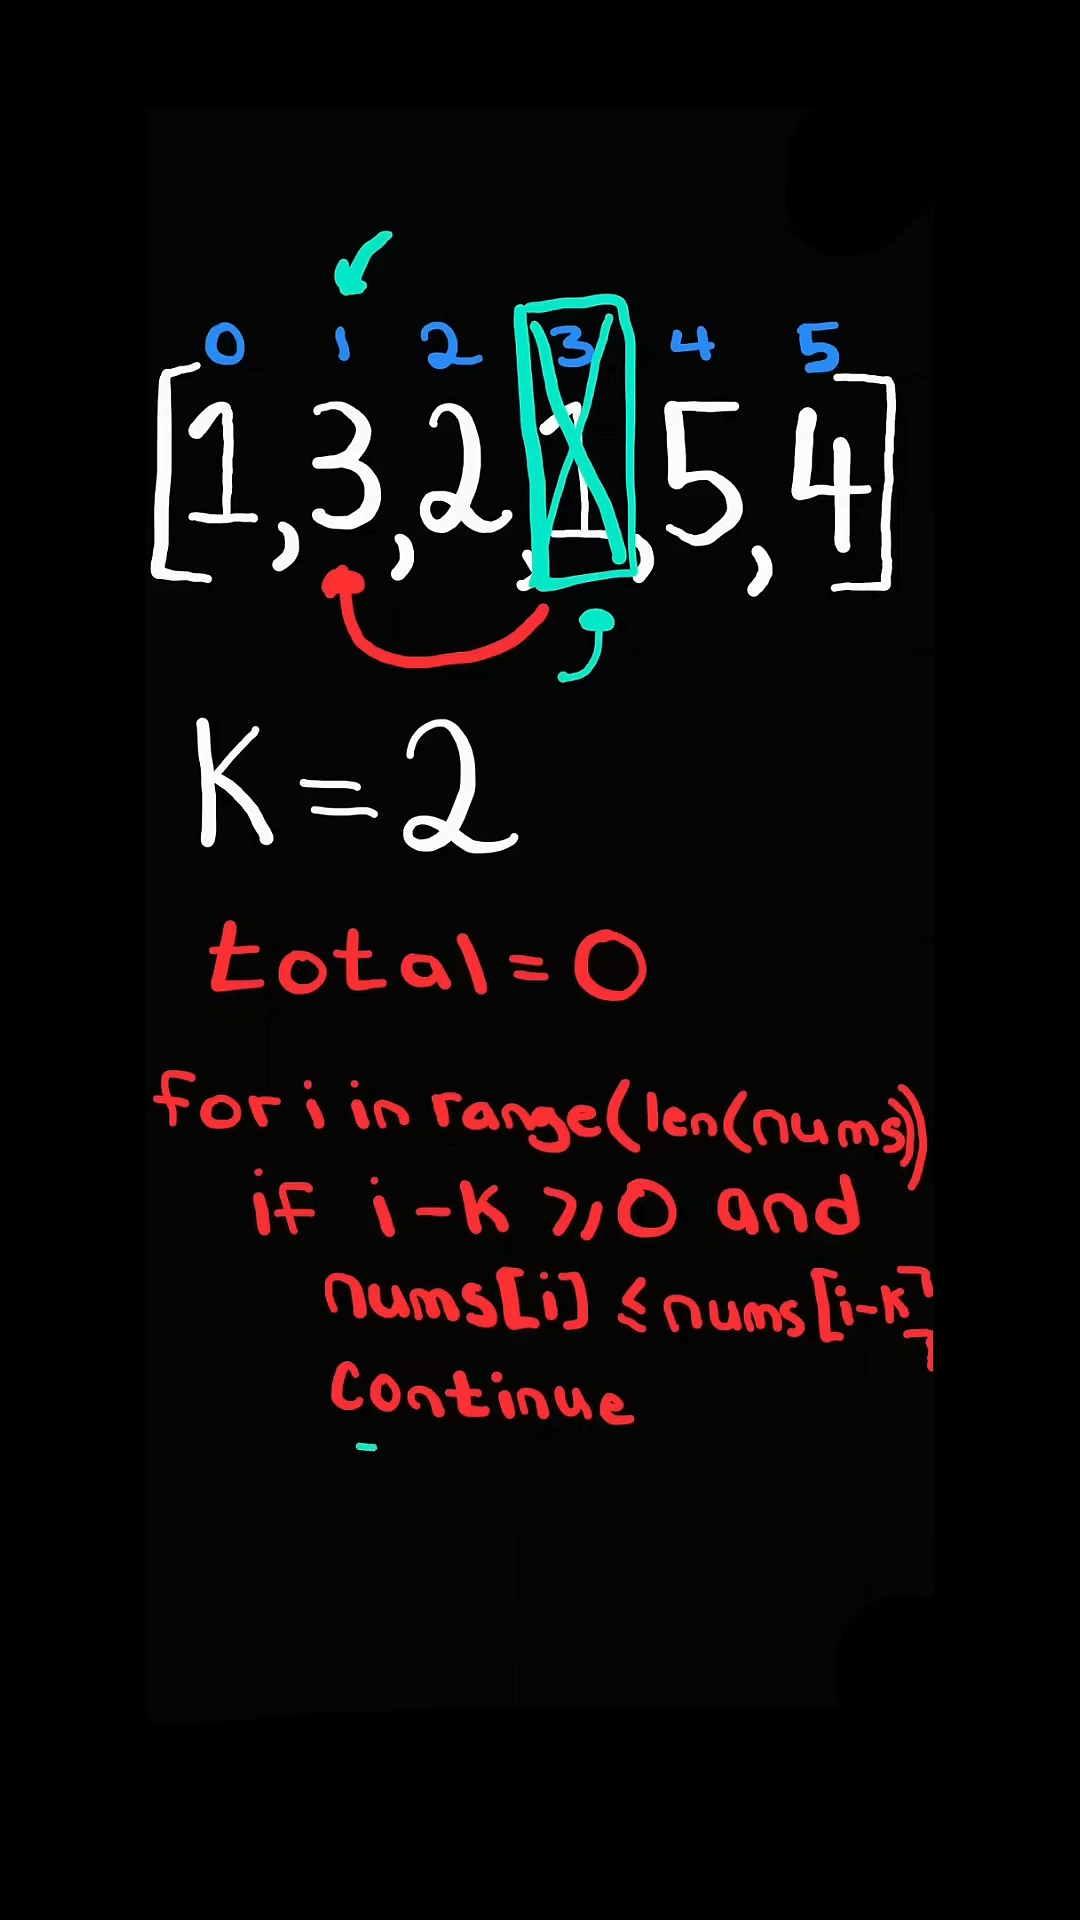 0 1 2 3 4 5
[1,3,2,1,5,4]
K=2
total=0
for i in range(len(nums))
if i-K ≥ 0 and
nums[i] ≤ nums[i-K]
continue